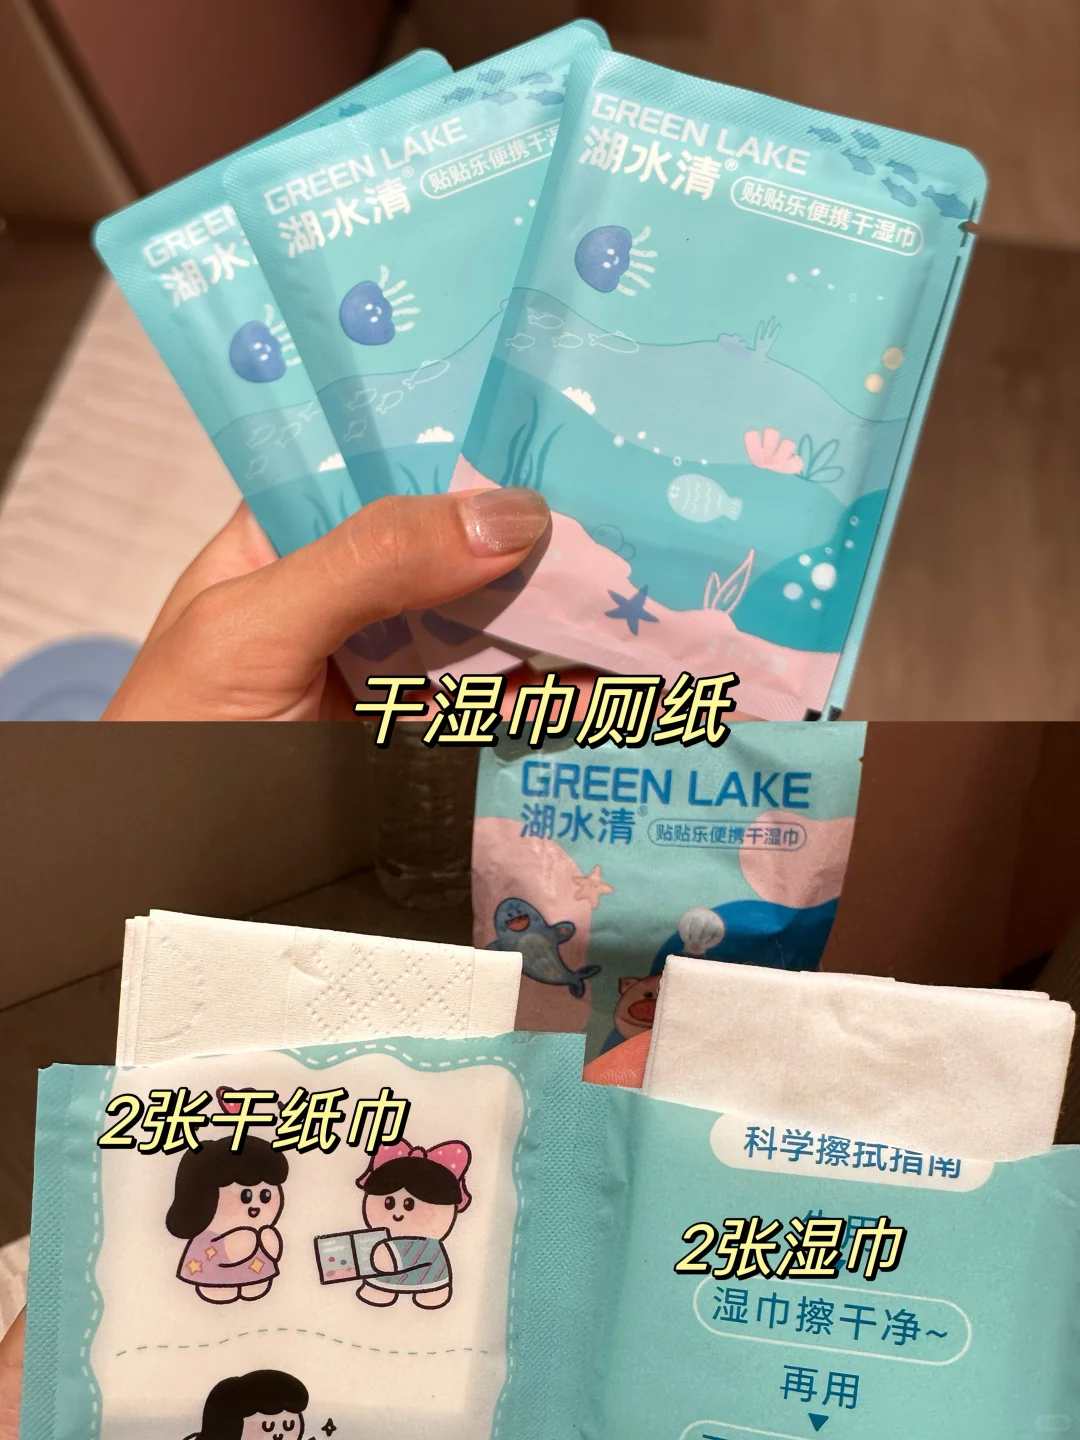 GREEN LAKE
湖水清®
贴贴乐便携干湿巾
GREEN LAKE
湖水清®
贴贴乐便携干湿
GREEN
湖水
干湿巾厕纸
GREEN LAKE
湖水清®
贴贴乐便携干湿巾
2张干纸巾
科学擦拭指南
2张湿巾
湿巾擦干净~
再用